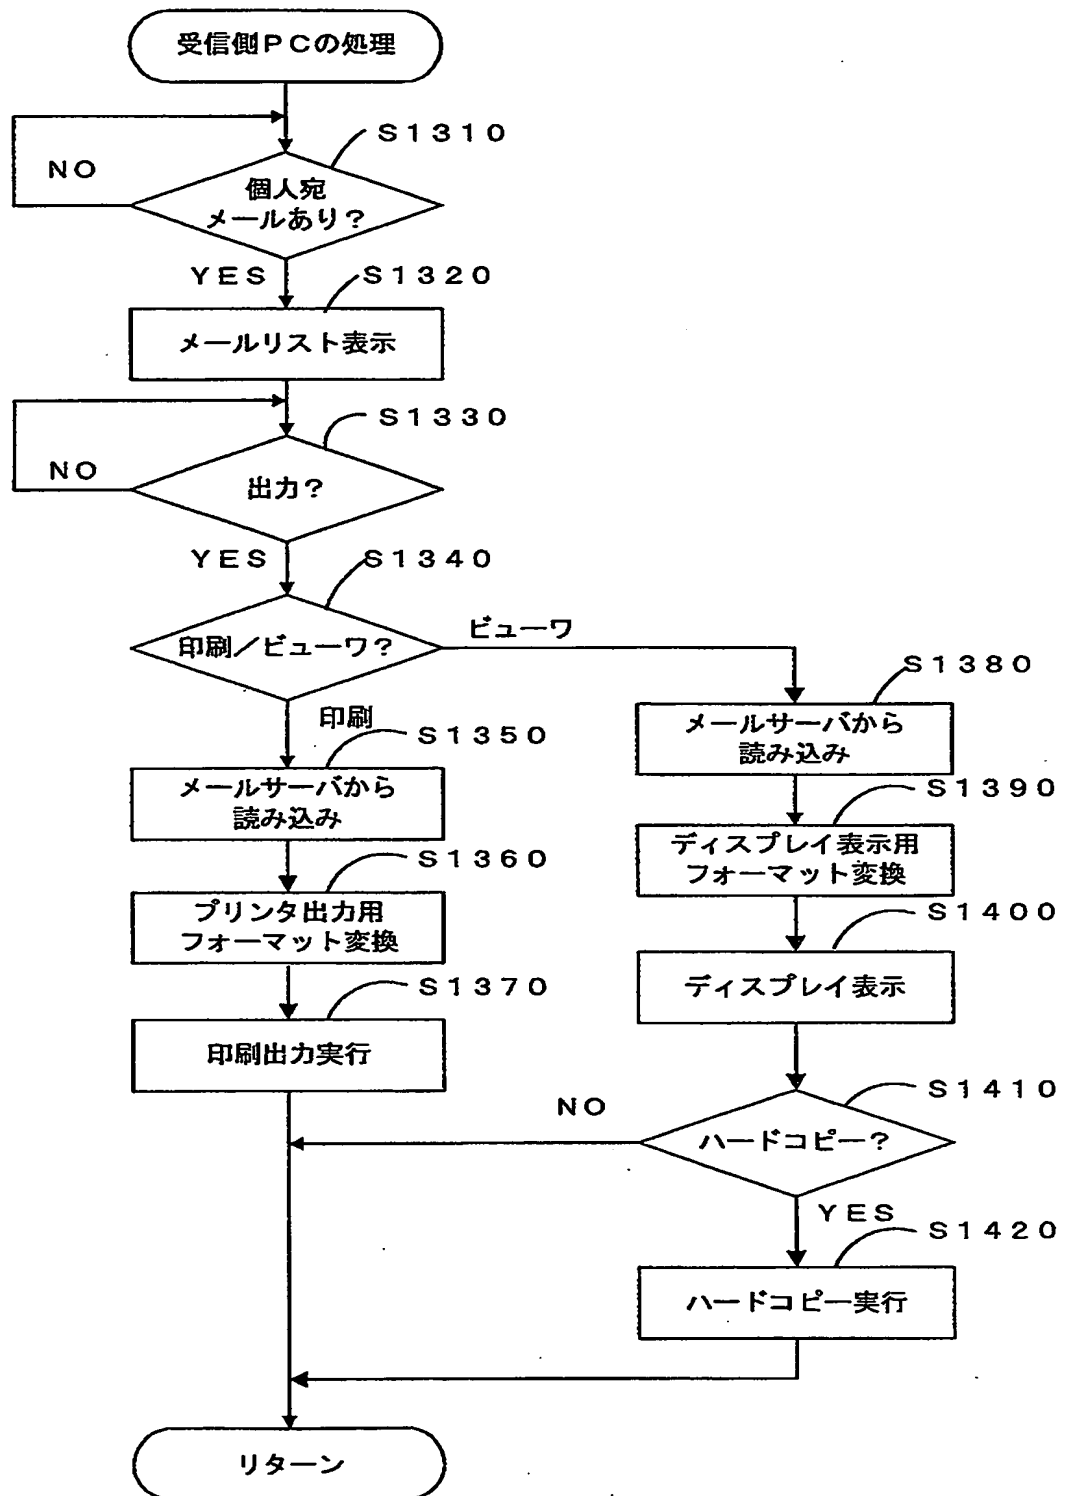 受信側ＰＣの処理
Ｓ１３１０
ＮＯ
個人宛
メールあり？
ＹＥＳ
Ｓ１３２０
メールリスト表示
Ｓ１３３０
ＮＯ
出力？
ＹＥＳ
Ｓ１３４０
印刷／ビューワ？
ビューワ
印刷
Ｓ１３５０
メールサーバから
読み込み
Ｓ１３６０
プリンタ出力用
フォーマット変換
Ｓ１３７０
印刷出力実行
Ｓ１３８０
メールサーバから
読み込み
Ｓ１３９０
ディスプレイ表示用
フォーマット変換
Ｓ１４００
ディスプレイ表示
Ｓ１４１０
ＮＯ
ハードコピー？
ＹＥＳ
Ｓ１４２０
ハードコピー実行
リターン